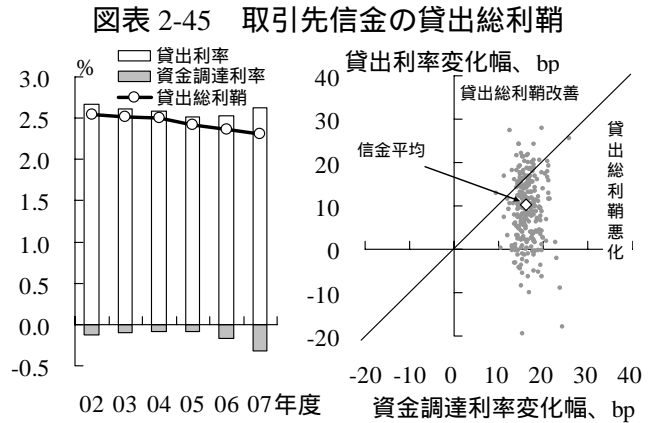 図表 2-45　取引先信金の貸出総利鞘
%
貸出利率
資金調達利率
貸出総利鞘
3.0
2.5
2.0
1.5
1.0
0.5
0.0
-0.5
02 03 04 05 06 07年度
貸出利率変化幅、bp
40
30
20
10
0
-10
-20
貸出総利鞘改善
信金平均
貸出総利鞘悪化
-20 -10 0 10 20 30 40
資金調達利率変化幅、bp